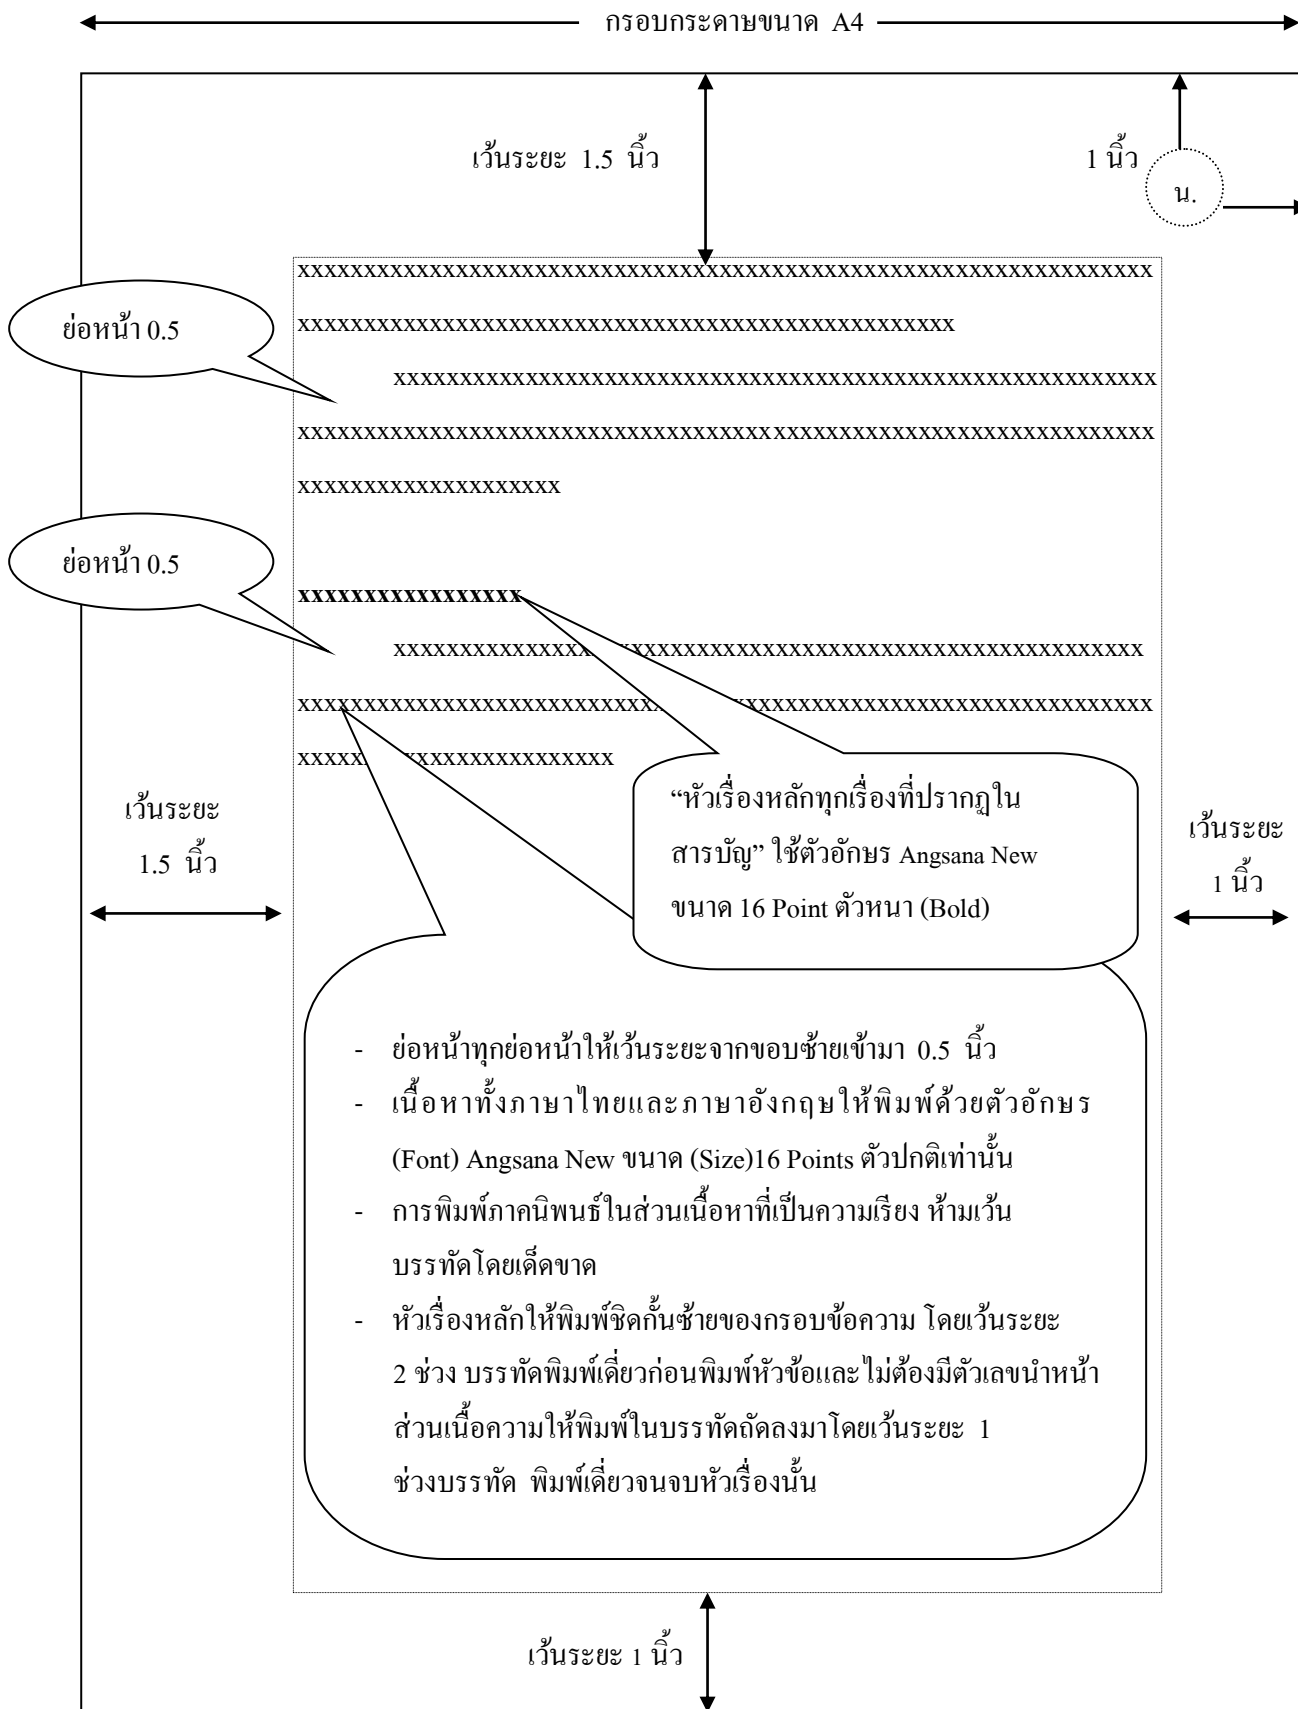 กรอบกระดาษขนาด A4
เว้นระยะ 1.5 นิ้ว
1 นิ้ว
น.
xxxxxxxxxxxxxxxxxxxxxxxxxxxxxxxxxxxxxxxxxxxxxxxxxxxxxxxxxxxxxxxxx
ย่อหน้า 0.5
xxxxxxxxxxxxxxxxxxxxxxxxxxxxxxxxxxxxxxxxxxxxxxxxxx
xxxxxxxxxxxxxxxxxxxxxxxxxxxxxxxxxxxxxxxxxxxxxxxxxxxxxxxxxx
xxxxxxxxxxxxxxxxxxxxxxxxxxxxxxxxxxxxxxxxxxxxxxxxxxxxxxxxxxxxxxxxx
xxxxxxxxxxxxxxxxxxxx
ย่อหน้า 0.5
xxxxxxxxxxxxxxxxx
xxxxxxxxxxxxxxxxxxxxxxxxxxxxxxxxxxxxxxxxxxxxxxxxxxxxxxxxx
xxxxxxxxxxxxxxxxxxxxxxxxxxxxxxxxxxxxxxxxxxxxxxxxxxxxxxxxxxxxxxxxx
xxxxxxxxxxxxxxxxxxxxxxxx
“หัวเรื่องหลักทุกเรื่องที่ปรากฏใน
สารบัญ” ใช้ตัวอักษร Angsana New
ขนาด 16 Point ตัวหนา (Bold)
เว้นระยะ
1.5 นิ้ว
เว้นระยะ
1 นิ้ว
- ย่อหน้าทุกย่อหน้าให้เว้นระยะจากขอบซ้ายเข้ามา 0.5 นิ้ว
- เนื้อหาทั้งภาษาไทยและภาษาอังกฤษให้พิมพ์ด้วยตัวอักษร
(Font) Angsana New ขนาด (Size)16 Points ตัวปกติเท่านั้น
- การพิมพ์ภาคนิพนธ์ในส่วนเนื้อหาที่เป็นความเรียง ห้ามเว้น
บรรทัดโดยเด็ดขาด
- หัวเรื่องหลักให้พิมพ์ชิดกั้นซ้ายของกรอบข้อความ โดยเว้นระยะ
2 ช่วง บรรทัดพิมพ์เดี่ยวก่อนพิมพ์หัวข้อและไม่ต้องมีตัวเลขนำหน้า
ส่วนเนื้อความให้พิมพ์ในบรรทัดถัดลงมาโดยเว้นระยะ 1
ช่วงบรรทัด พิมพ์เดี่ยวจนจบหัวเรื่องนั้น
เว้นระยะ 1 นิ้ว